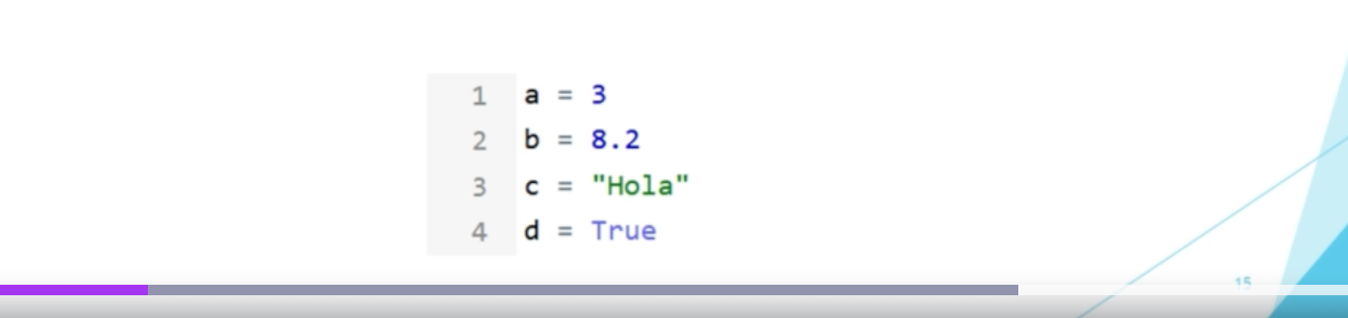 1 a = 3
2 b = 8.2
3 c = "Hola"
4 d = True
15